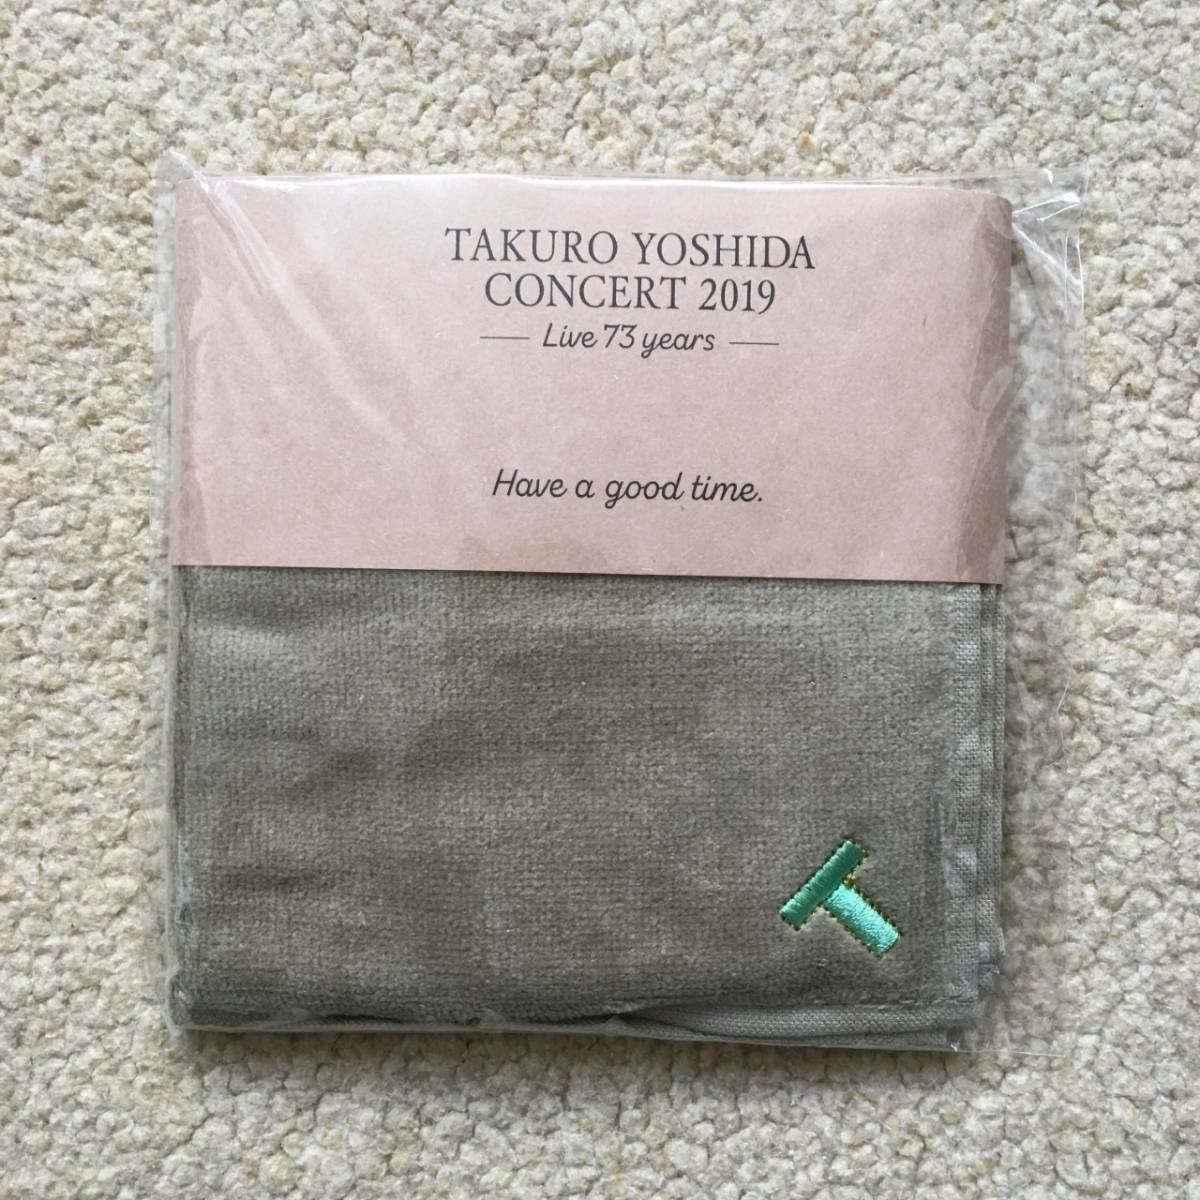 TAKURO YOSHIDA
CONCERT 2019
Live 73 years
Have a good time.
T